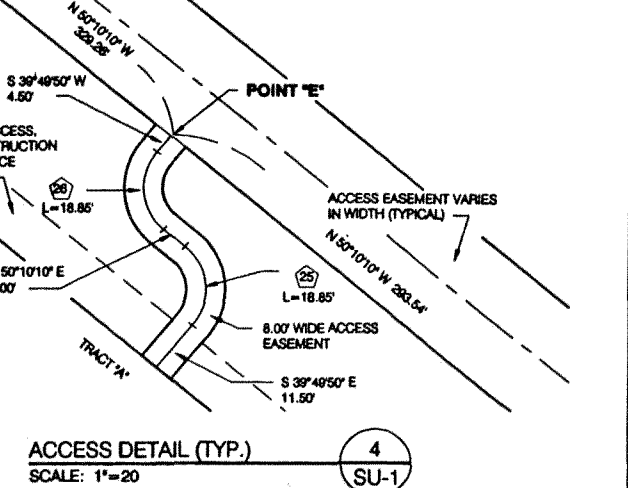 N 50°10'10" W
329.26'
S 39°49'50" W
4.50'
POINT "E"
CESS,
TRUCTION
CE
26
L=18.85'
ACCESS EASEMENT VARIES
IN WIDTH (TYPICAL)
N 50°10'10" W 293.54'
50°10'10" E
00'
25
L=18.85'
8.00' WIDE ACCESS
EASEMENT
TRACT "A"
S 39°49'50" E
11.50'
ACCESS DETAIL (TYP.)
SCALE: 1"=20
4
SU-1